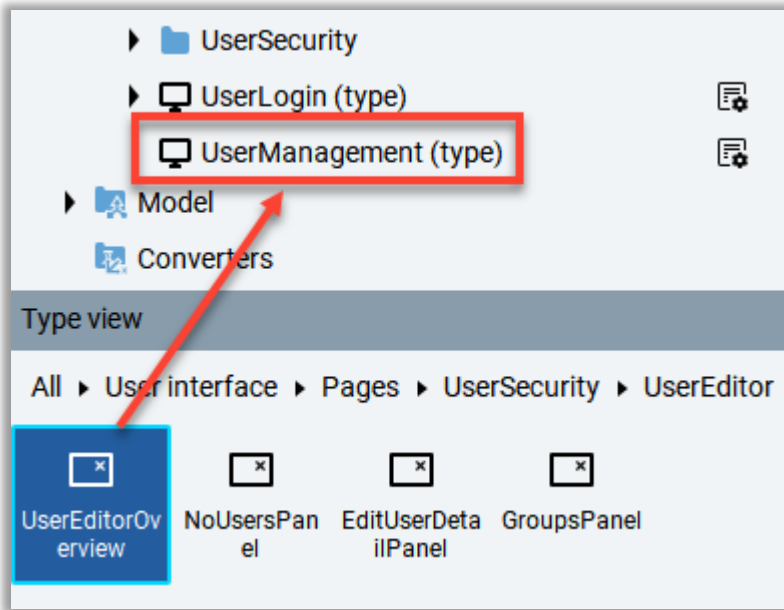 UserSecurity
UserLogin (type)
UserManagement (type)
Model
Converters
Type view
All ▸ User interface ▸ Pages ▸ UserSecurity ▸ UserEditor
UserEditorOv
erview
NoUsersPan
el
EditUserDeta
ilPanel
GroupsPanel